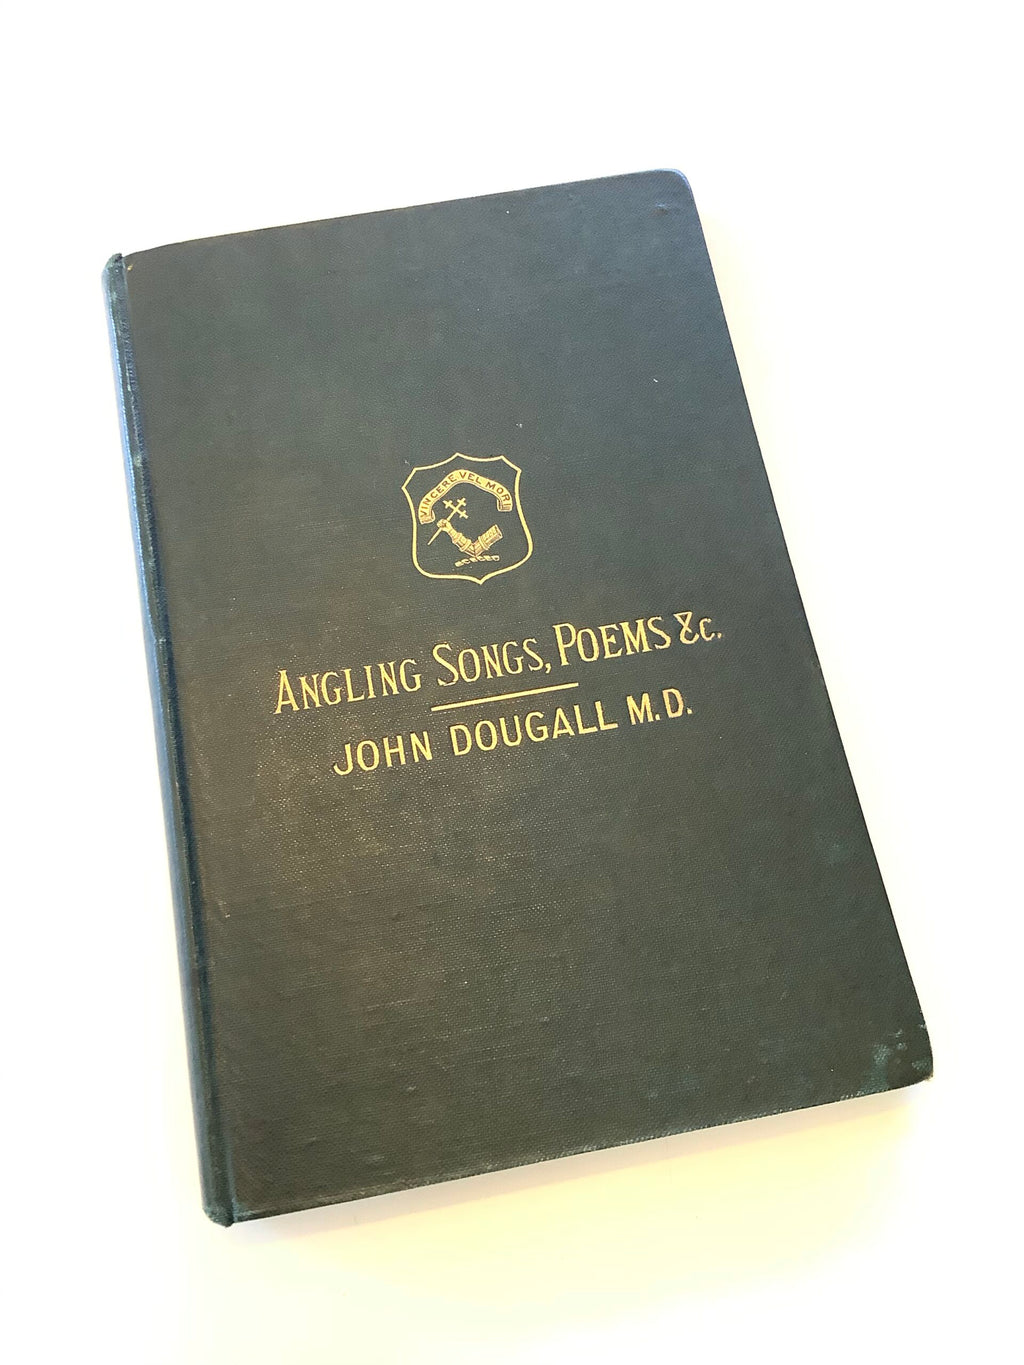 VINCERE VEL MORI
ANGLING SONGS, POEMS &C.
JOHN DOUGALL M.D.